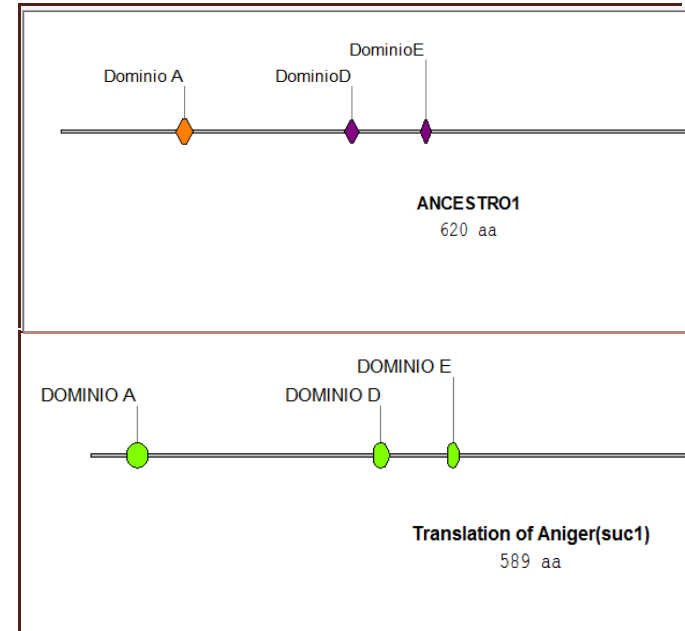 DominioE
Dominio A
DominioD
ANCESTRO1
620 aa
DOMINIO E
DOMINIO A
DOMINIO D
Translation of Aniger(suc1)
589 aa